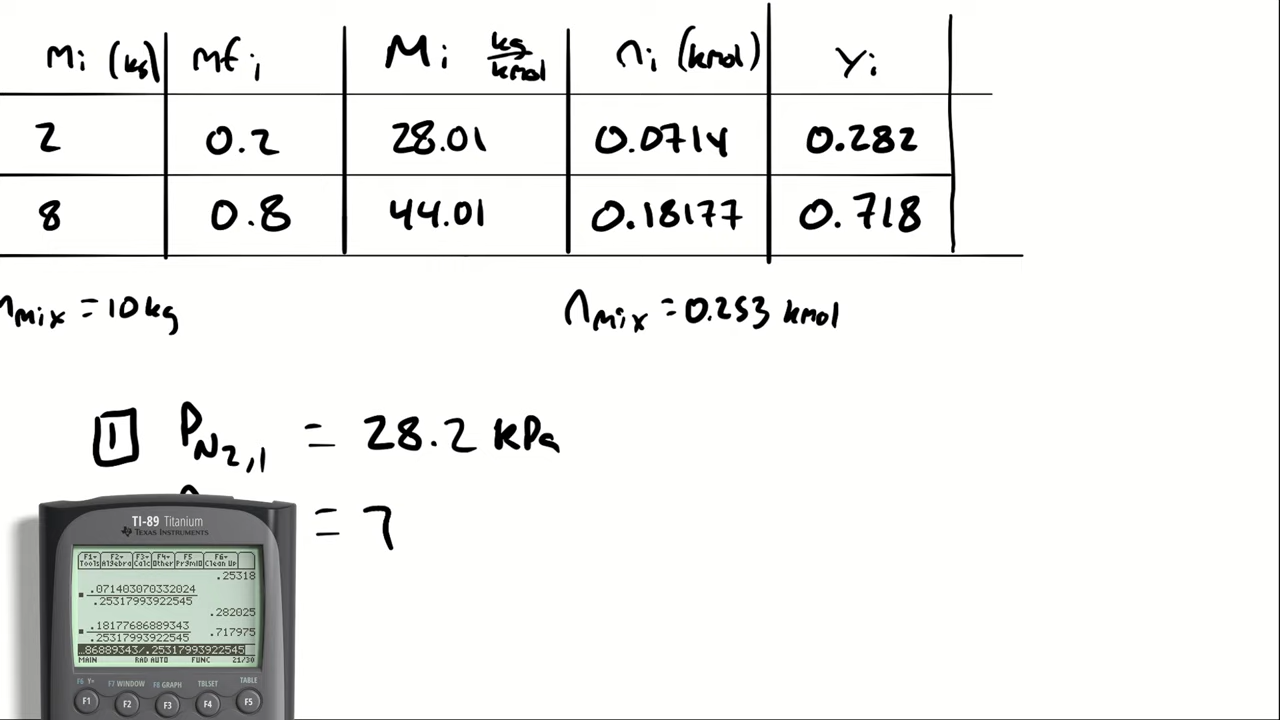 mi (kg) mfi Mi kg/kmol ni (kmol) yi
2 0.2 28.01 0.0714 0.282
8 0.8 44.01 0.18177 0.718
mix = 10 kg nmix = 0.253 kmol
1 PN2,1 = 28.2 kPa
= 7
TI-89 Titanium
TEXAS INSTRUMENTS
F1 Tools F2 Algebra F3 Calc F4 Other F5 PrgmIO F6 Clean Up
.25318
.071403070332024
.25317993922545
.282025
.18177686889343
.25317993922545
.717975
…86889343/.25317993922545
MAIN RAD AUTO FUNC 21/30
F6 Y= F7 WINDOW F8 GRAPH TBLSET TABLE
F1 F2 F3 F4 F5